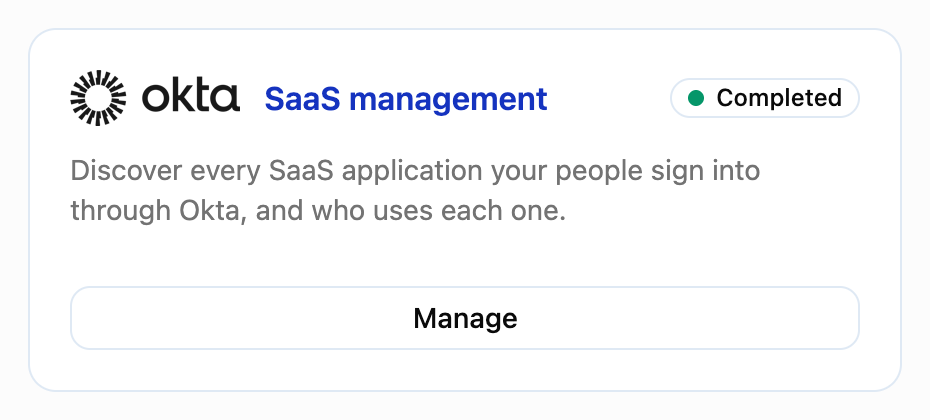 okta SaaS management
Completed
Discover every SaaS application your people sign into
through Okta, and who uses each one.
Manage